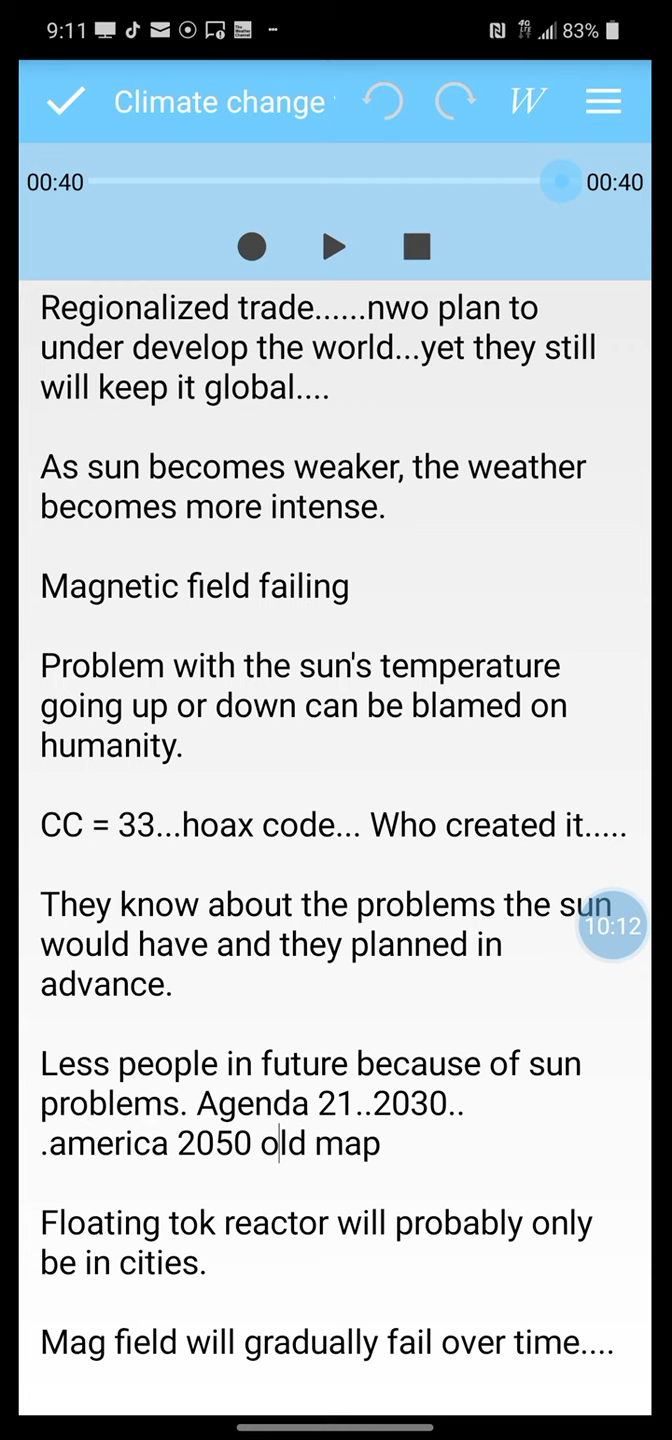 9:11
4G
LTE
83%
Climate change
W
00:40
00:40
Regionalized trade......nwo plan to
under develop the world...yet they still
will keep it global....
As sun becomes weaker, the weather
becomes more intense.
Magnetic field failing
Problem with the sun's temperature
going up or down can be blamed on
humanity.
CC = 33...hoax code... Who created it.....
They know about the problems the sun
10:12
would have and they planned in
advance.
Less people in future because of sun
problems. Agenda 21..2030..
.america 2050 old map
Floating tok reactor will probably only
be in cities.
Mag field will gradually fail over time....